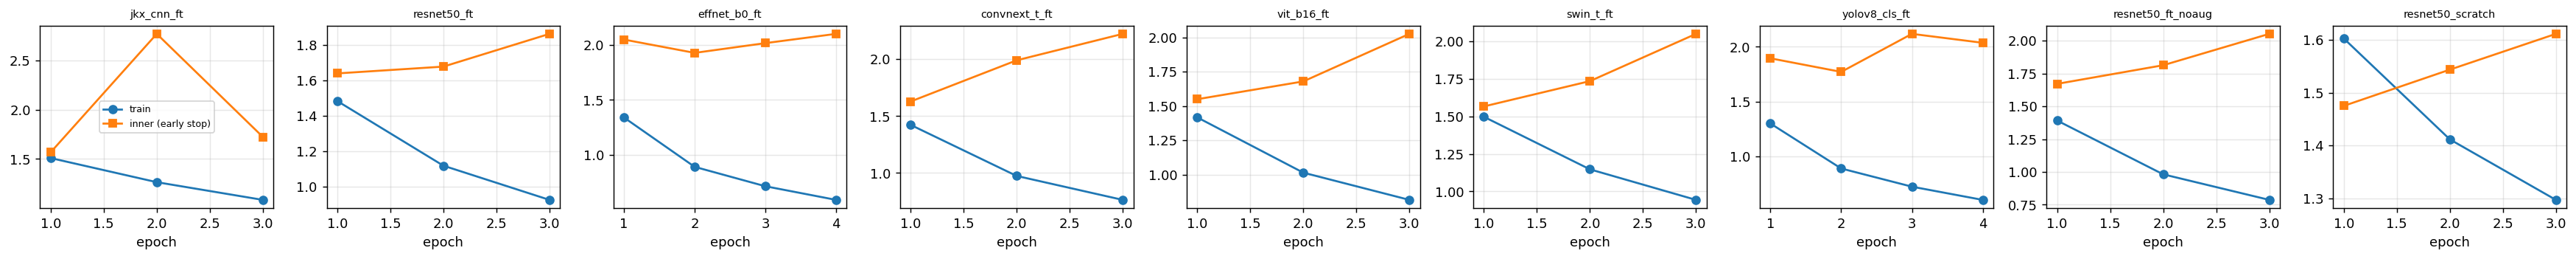 jkx_cnn_ft
2.5
2.0
1.5
train
inner (early stop)
1.0 1.5 2.0 2.5 3.0
epoch
resnet50_ft
1.8
1.6
1.4
1.2
1.0
1.0 1.5 2.0 2.5 3.0
epoch
effnet_b0_ft
2.0
1.5
1.0
1 2 3 4
epoch
convnext_t_ft
2.0
1.5
1.0
1.0 1.5 2.0 2.5 3.0
epoch
vit_b16_ft
2.00
1.75
1.50
1.25
1.00
1.0 1.5 2.0 2.5 3.0
epoch
swin_t_ft
2.00
1.75
1.50
1.25
1.00
1.0 1.5 2.0 2.5 3.0
epoch
yolov8_cls_ft
2.0
1.5
1.0
1 2 3 4
epoch
resnet50_ft_noaug
2.00
1.75
1.50
1.25
1.00
0.75
1.0 1.5 2.0 2.5 3.0
epoch
resnet50_scratch
1.6
1.5
1.4
1.3
1.0 1.5 2.0 2.5 3.0
epoch